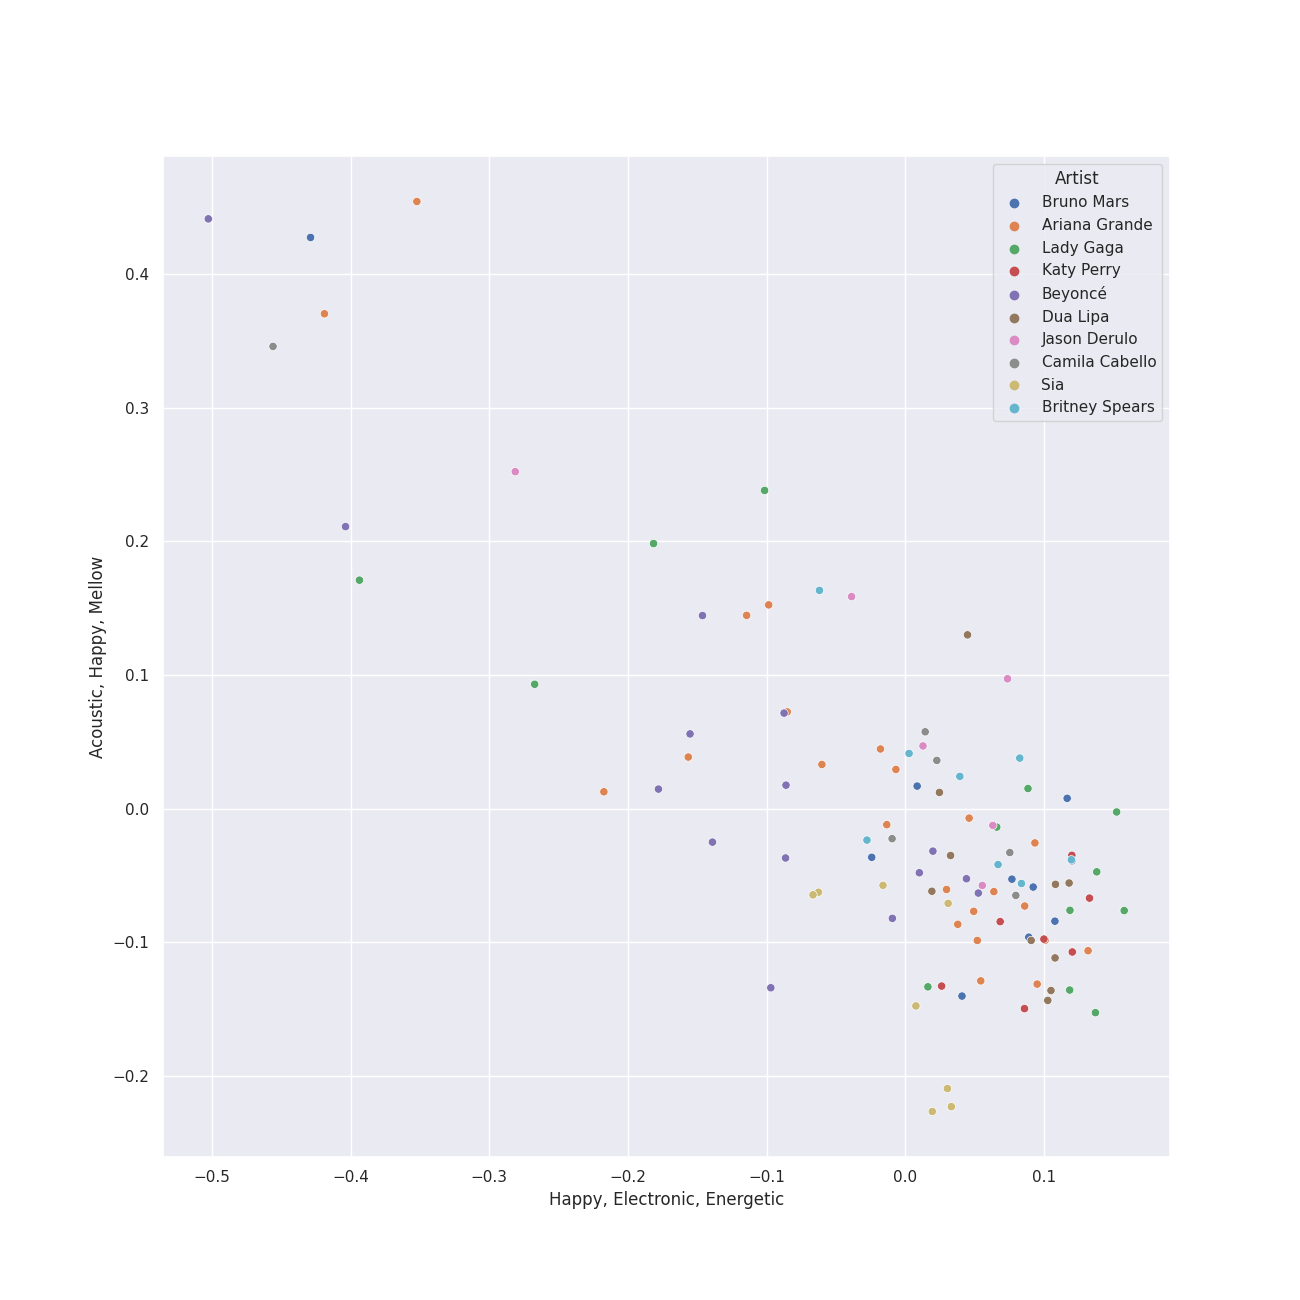 Artist
Bruno Mars
Ariana Grande
Lady Gaga
Katy Perry
Beyoncé
Dua Lipa
Jason Derulo
Camila Cabello
Sia
Britney Spears
0.4
0.3
0.2
0.1
0.0
−0.1
−0.2
Acoustic, Happy, Mellow
−0.5 −0.4 −0.3 −0.2 −0.1 0.0 0.1
Happy, Electronic, Energetic